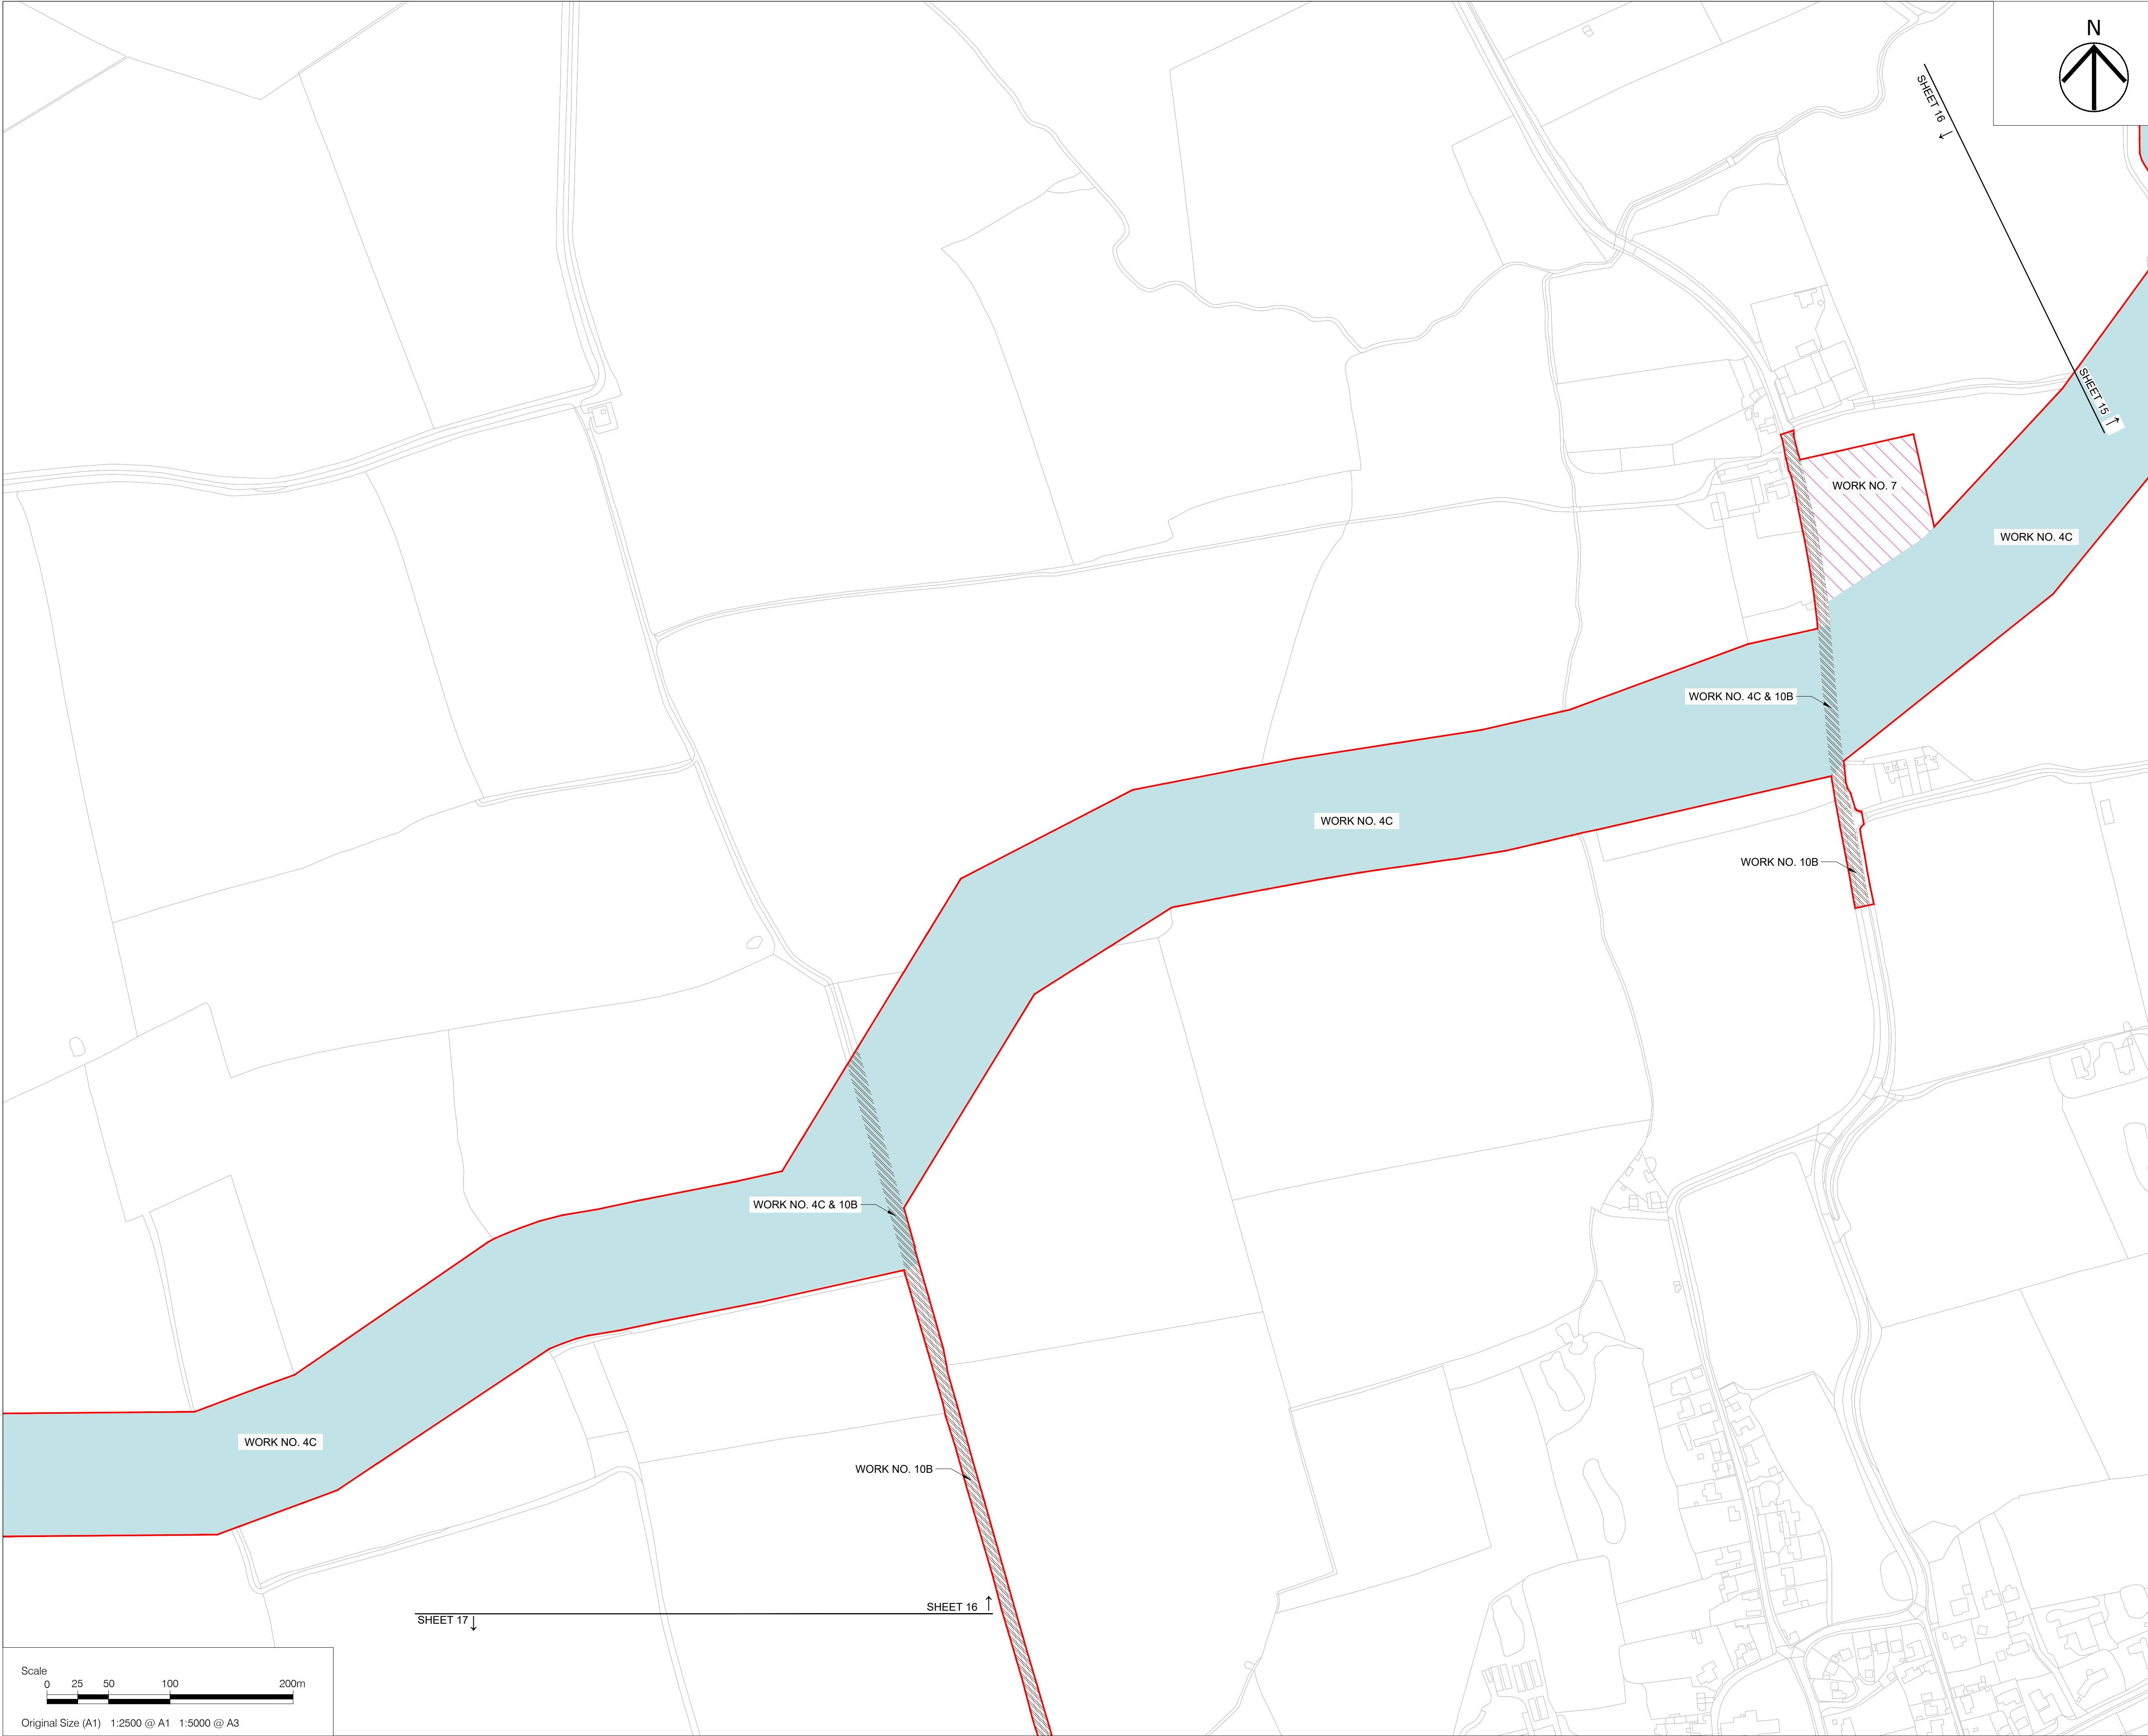 N
SHEET 16
SHEET 15
WORK NO. 7
WORK NO. 4C
WORK NO. 4C & 10B
WORK NO. 4C
WORK NO. 10B
WORK NO. 4C & 10B
WORK NO. 4C
WORK NO. 10B
SHEET 16
SHEET 17
Scale
0 25 50 100 200m
Original Size (A1) 1:2500 @ A1 1:5000 @ A3